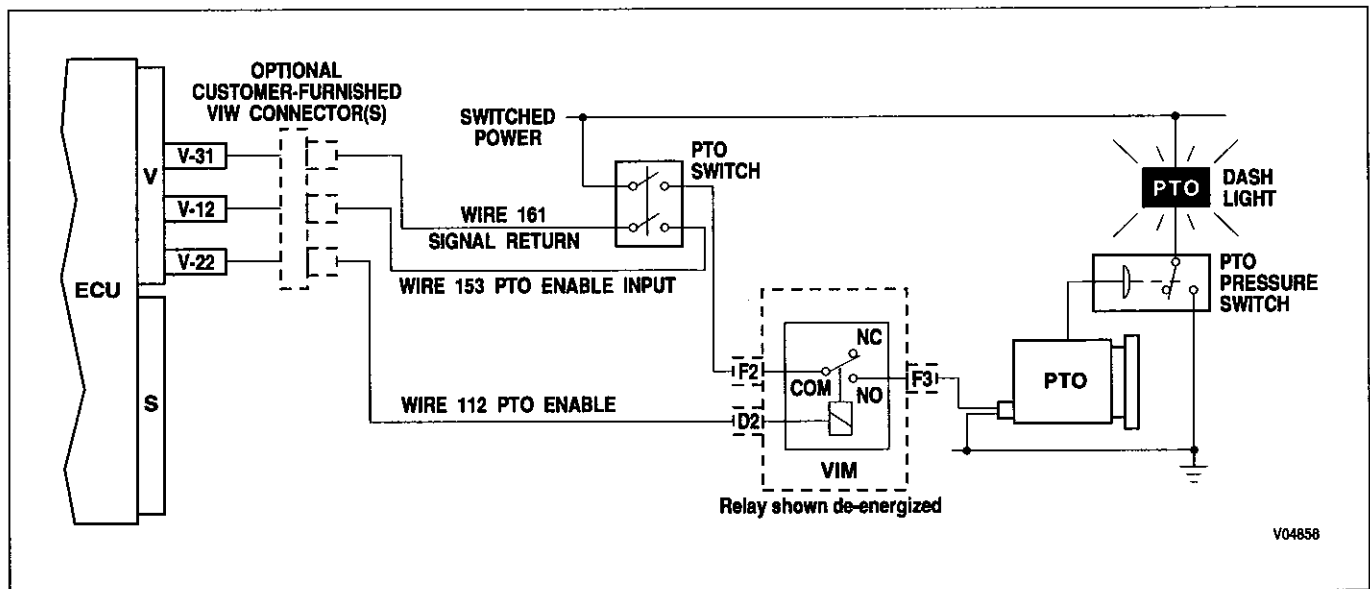 OPTIONAL
CUSTOMER-FURNISHED
VIW CONNECTOR(S)
SWITCHED
POWER
PTO
SWITCH
V-31
V
V-12
V-22
ECU
S
WIRE 161
SIGNAL RETURN
WIRE 153 PTO ENABLE INPUT
WIRE 112 PTO ENABLE
PTO
DASH
LIGHT
PTO
PRESSURE
SWITCH
F2
D2
COM
NC
NO
F3
VIM
PTO
Relay shown de-energized
V04858